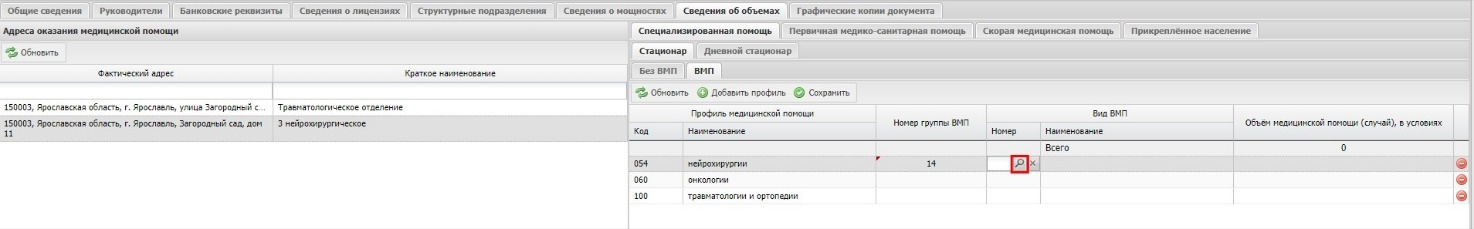 Общие сведения Руководители Банковские реквизиты Сведения о лицензиях Структурные подразделения Сведения о мощностях Сведения об объемах Графические копии документа
Адреса оказания медицинской помощи
Обновить
Фактический адрес Краткое наименование
150003, Ярославская область, г. Ярославль, улица Загородный с... Травматологическое отделение
150003, Ярославская область, г. Ярославль, Загородный сад, дом 3 нейрохирургическое
11
Специализированная помощь Первичная медико-санитарная помощь Скорая медицинская помощь Прикреплённое население
Стационар Дневной стационар
Без ВМП ВМП
Обновить Добавить профиль Сохранить
Профиль медицинской помощи Номер группы ВМП Вид ВМП Объём медицинской помощи (случай), в условиях
Код Наименование Номер Наименование
Всего 0
054 нейрохирургии 14
060 онкологии
100 травматологии и ортопедии